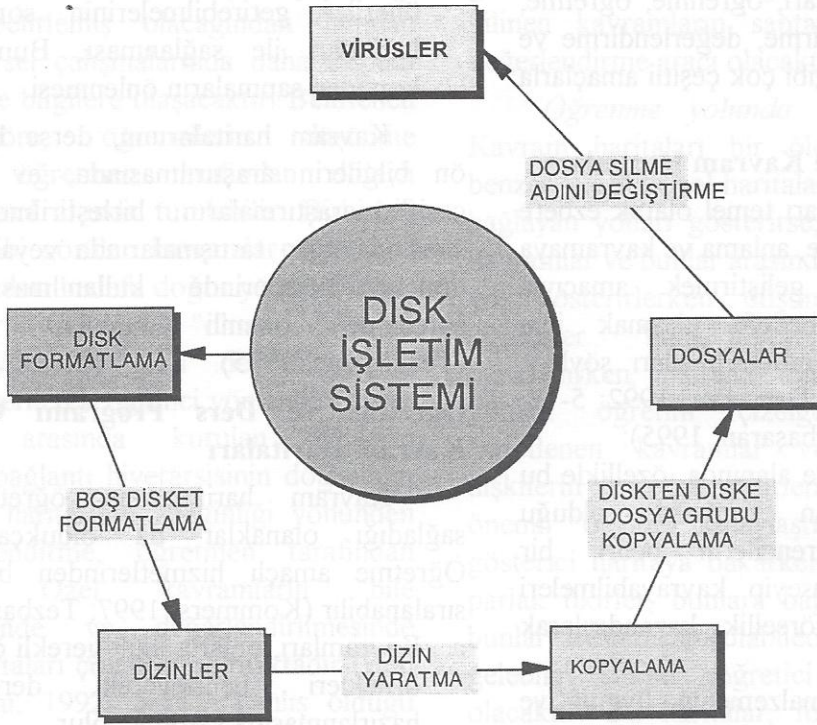 VİRÜSLER
DOSYA SİLME
ADINI DEĞİŞTİRME
DISK
İŞLETİM
SİSTEMİ
DISK
FORMATLAMA
DOSYALAR
BOŞ DİSKET
FORMATLAMA
DİSKTEN DİSKE
DOSYA GRUBU
KOPYALAMA
DİZİNLER
DİZİN
YARATMA
KOPYALAMA